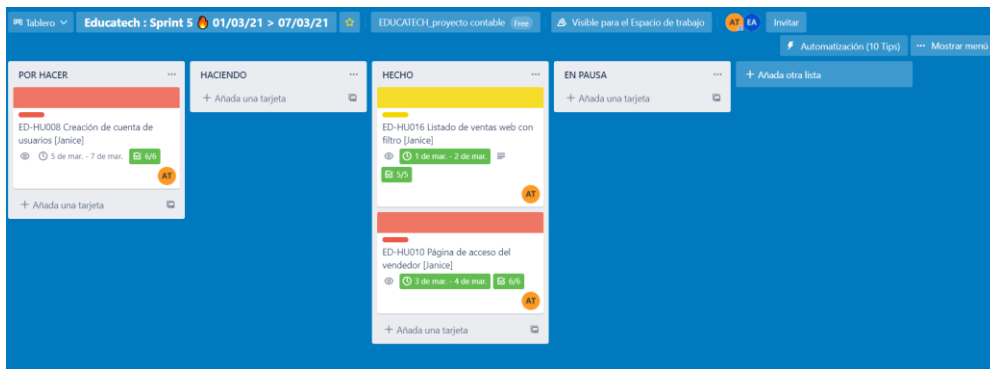 Tablero
Educatech : Sprint 5 🔥 01/03/21 > 07/03/21
EDUCATECH_proyecto contable Free
Visible para el Espacio de trabajo
AT EA
Invitar
Automatización (10 Tips)
··· Mostrar menú
POR HACER ···
ED-HU008 Creación de cuenta de
usuarios [Janice]
5 de mar. - 7 de mar. 6/6
AT
+ Añada una tarjeta
HACIENDO ···
+ Añada una tarjeta
HECHO ···
ED-HU016 Listado de ventas web con
filtro [Janice]
1 de mar. - 2 de mar.
5/5
AT
ED-HU010 Página de acceso del
vendedor [Janice]
3 de mar. - 4 de mar. 6/6
AT
+ Añada una tarjeta
EN PAUSA ···
+ Añada una tarjeta
+ Añada otra lista